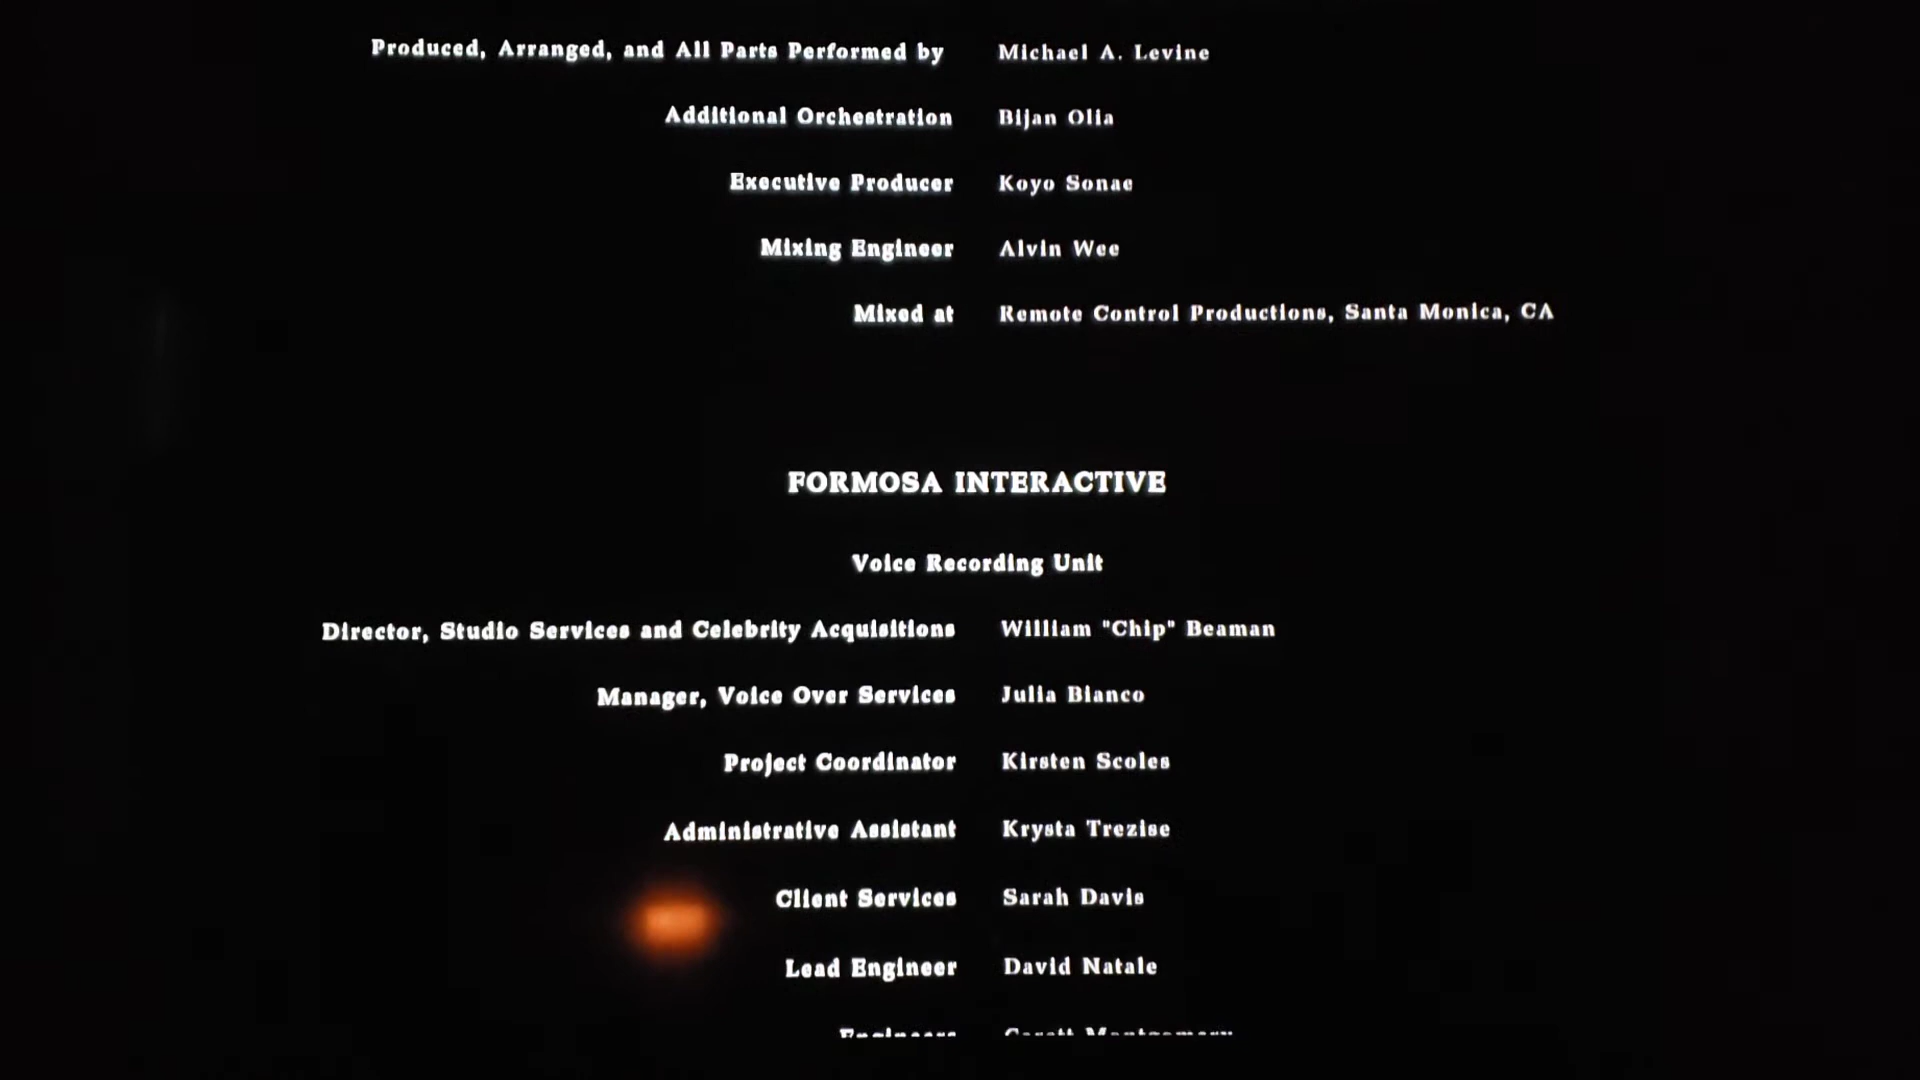 Produced, Arranged, and All Parts Performed by Michael A. Levine
Additional Orchestration Bijan Olia
Executive Producer Koyo Sonae
Mixing Engineer Alvin Wee
Mixed at Remote Control Productions, Santa Monica, CA
FORMOSA INTERACTIVE
Voice Recording Unit
Director, Studio Services and Celebrity Acquisitions William "Chip" Beaman
Manager, Voice Over Services Julia Bianco
Project Coordinator Kirsten Scoles
Administrative Assistant Krysta Trezise
Client Services Sarah Davis
Lead Engineer David Natale
Engineers